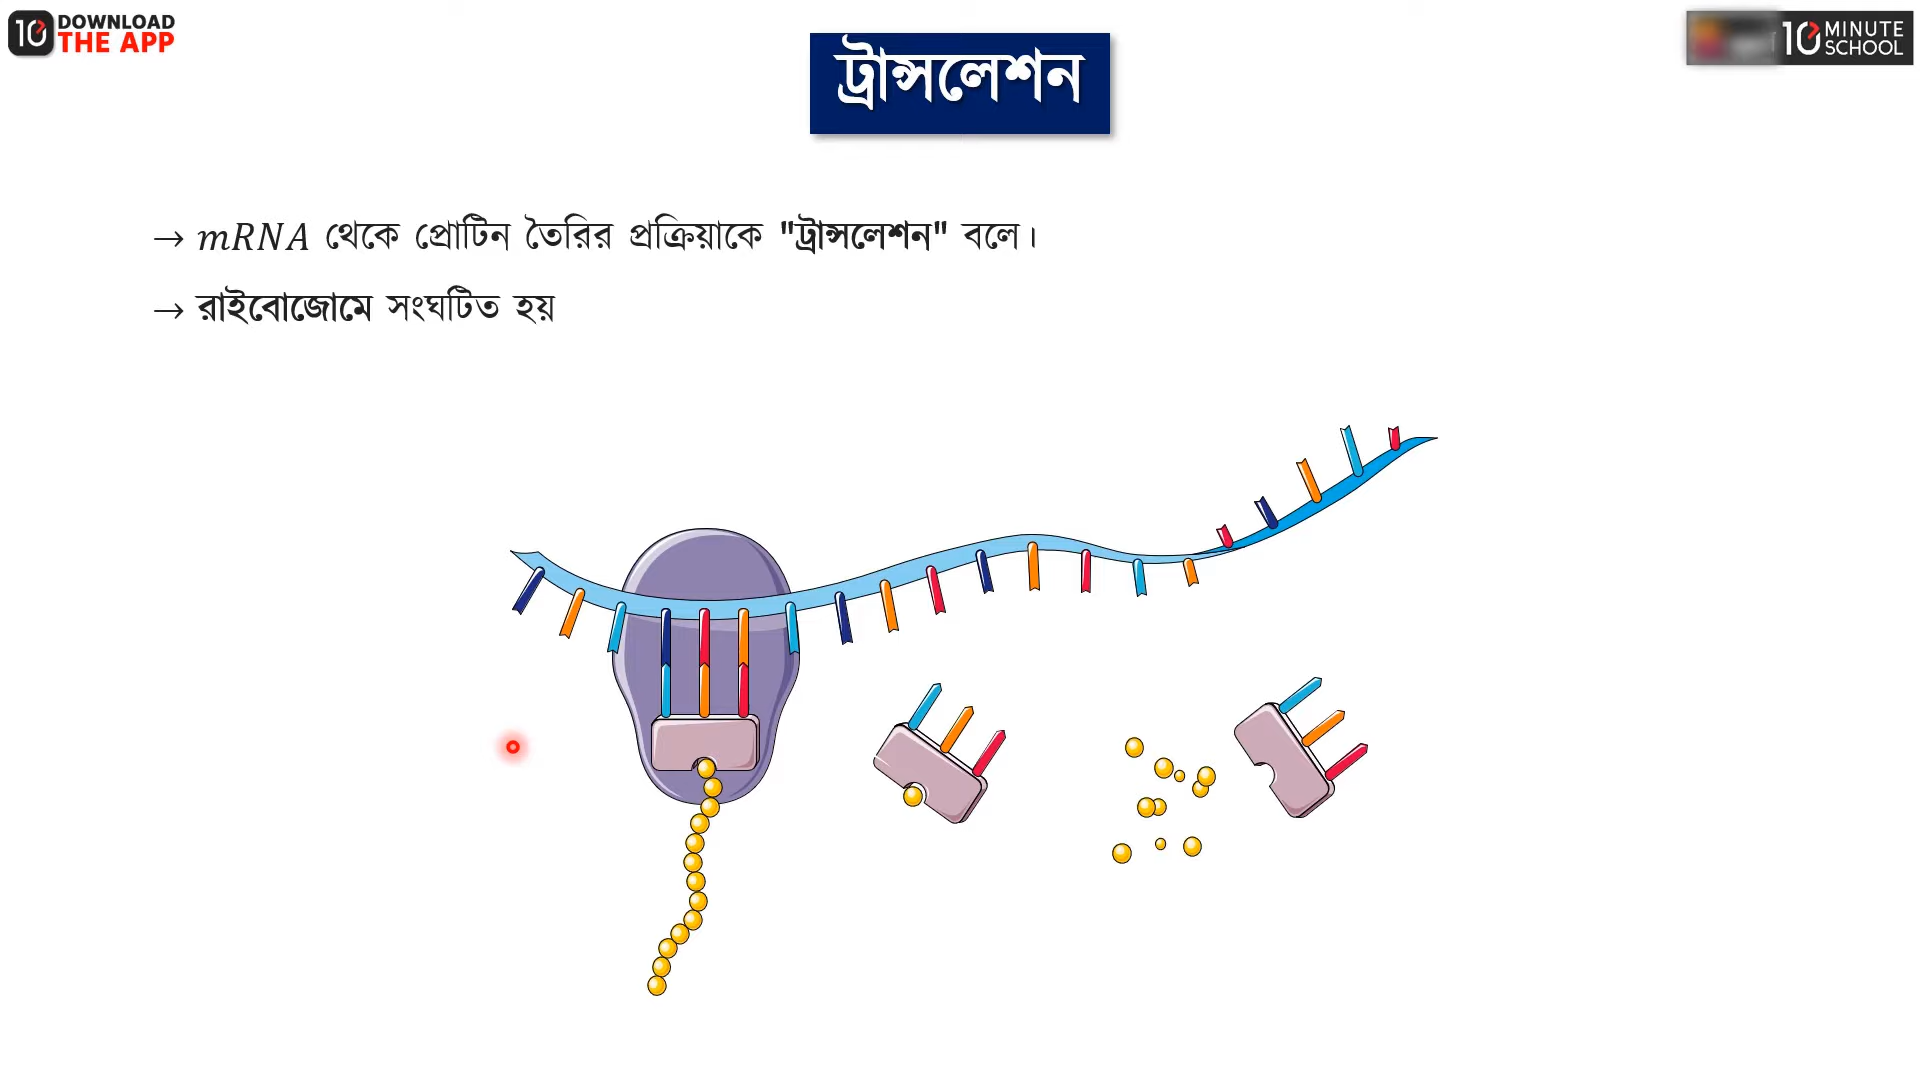 10 DOWNLOAD
THE APP
10 MINUTE
SCHOOL
ট্রান্সলেশন
→ mRNA থেকে প্রোটিন তৈরির প্রক্রিয়াকে "ট্রান্সলেশন" বলে।
→ রাইবোজোমে সংঘটিত হয়